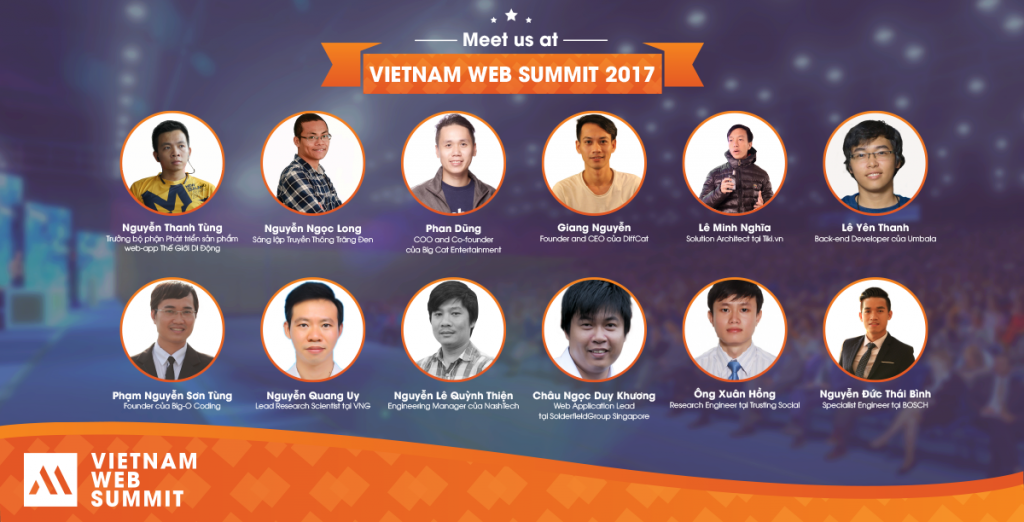 Meet us at
VIETNAM WEB SUMMIT 2017
Nguyễn Thanh Tùng
Trưởng bộ phận Phát triển sản phẩm
web-app Thế Giới Di Động
Nguyễn Ngọc Long
Sáng lập Truyền Thông Trăng Đen
Phan Dũng
COO and Co-founder
của Big Cat Entertainment
Giang Nguyễn
Founder and CEO của DiffCat
Lê Minh Nghĩa
Solution Architect tại Tiki.vn
Lê Yên Thanh
Back-end Developer của Umbala
Phạm Nguyễn Sơn Tùng
Founder của Big-O Coding
Nguyễn Quang Uy
Lead Research Scientist tại VNG
Nguyễn Lê Quỳnh Thiện
Engineering Manager của NashTech
Châu Ngọc Duy Khương
Web Application Lead
tại SolderfieldGroup Singapore
Ông Xuân Hồng
Research Engineer tại Trusting Social
Nguyễn Đức Thái Bình
Specialist Engineer tại BOSCH
VIETNAM
WEB
SUMMIT